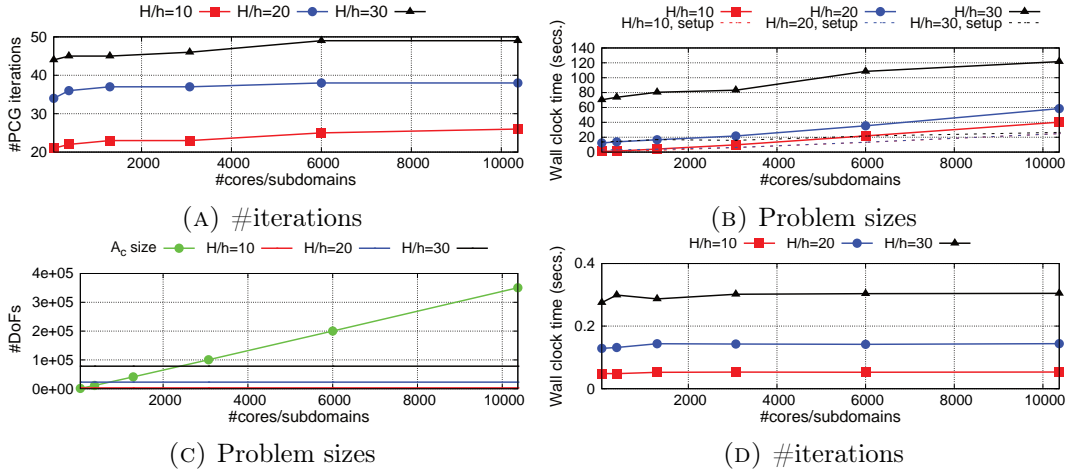 H/h=10 H/h=20 H/h=30
#PCG iterations
50
40
30
20
2000 4000 6000 8000 10000
#cores/subdomains
(A) #iterations
H/h=10 H/h=20 H/h=30
H/h=10, setup H/h=20, setup H/h=30, setup
Wall clock time (secs.)
140
120
100
80
60
40
20
0
2000 4000 6000 8000 10000
#cores/subdomains
(B) Problem sizes
A_c size H/h=10 H/h=20 H/h=30
#DoFs
4e+05
3e+05
2e+05
1e+05
0e+00
2000 4000 6000 8000 10000
#cores/subdomains
(C) Problem sizes
H/h=10 H/h=20 H/h=30
Wall clock time (secs.)
0.4
0.2
0
2000 4000 6000 8000 10000
#cores/subdomains
(D) #iterations